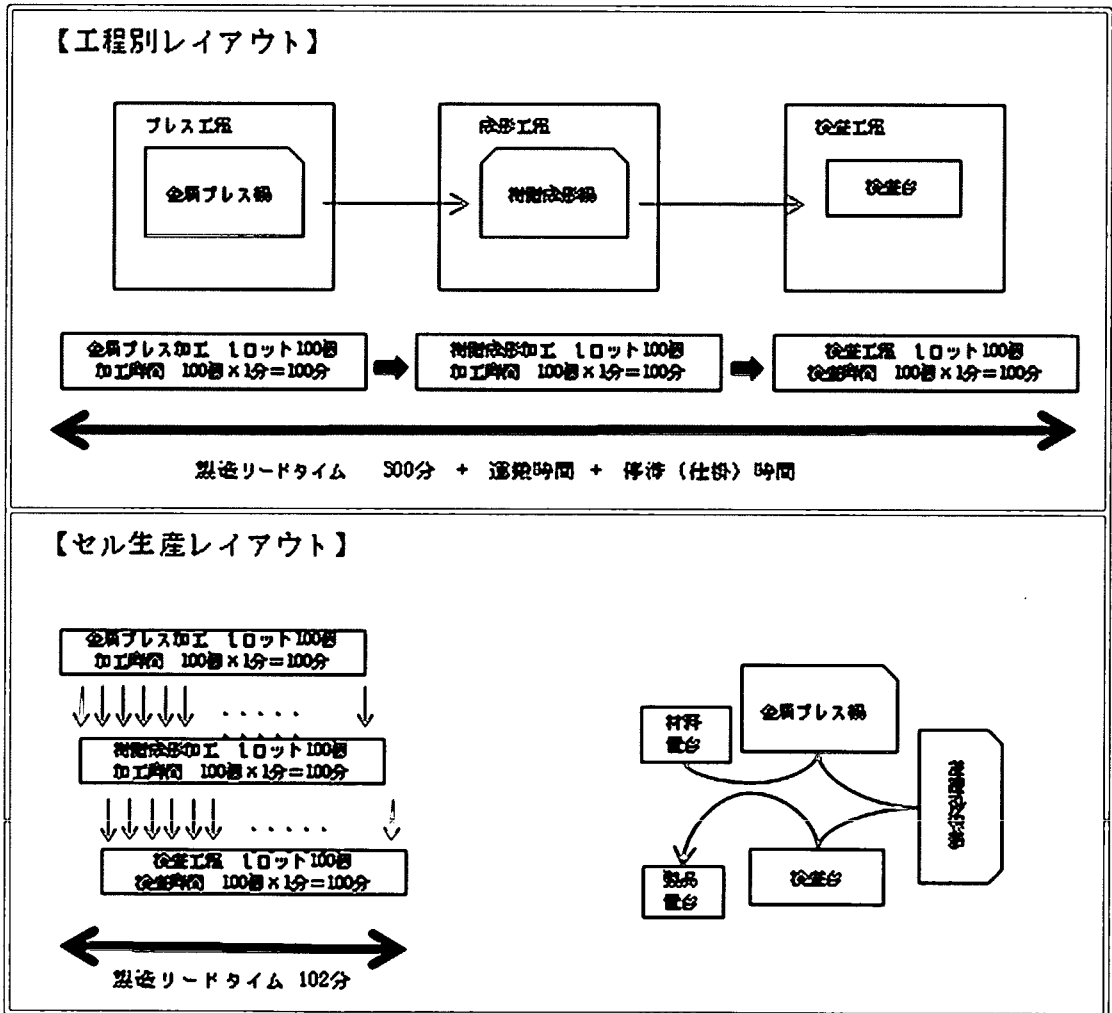 【工程別レイアウト】
プレス工程
成形工程
検査工程
金属プレス機
樹脂成形機
検査台
金属プレス加工 1ロット100個
加工時間 100個×1分=100分
樹脂成形加工 1ロット100個
加工時間 100個×1分=100分
検査工程 1ロット100個
検査時間 100個×1分=100分
製造リードタイム 300分 + 運搬時間 + 停滞(仕掛)時間
【セル生産レイアウト】
金属プレス加工 1ロット100個
加工時間 100個×1分=100分
樹脂成形加工 1ロット100個
加工時間 100個×1分=100分
検査工程 1ロット100個
検査時間 100個×1分=100分
製造リードタイム 102分
材料
置台
金属プレス機
樹脂成形機
検査台
製品
置台